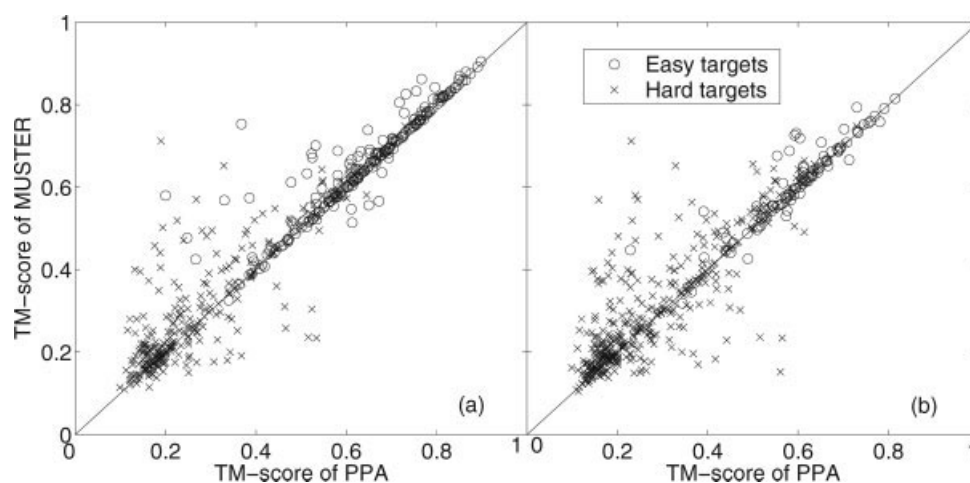 1
0.8
0.6
0.4
0.2
0
TM-score of MUSTER
0.2 0.4 0.6 0.8 1
TM-score of PPA
(a)
Easy targets
Hard targets
0 0.2 0.4 0.6 0.8 1
TM-score of PPA
(b)